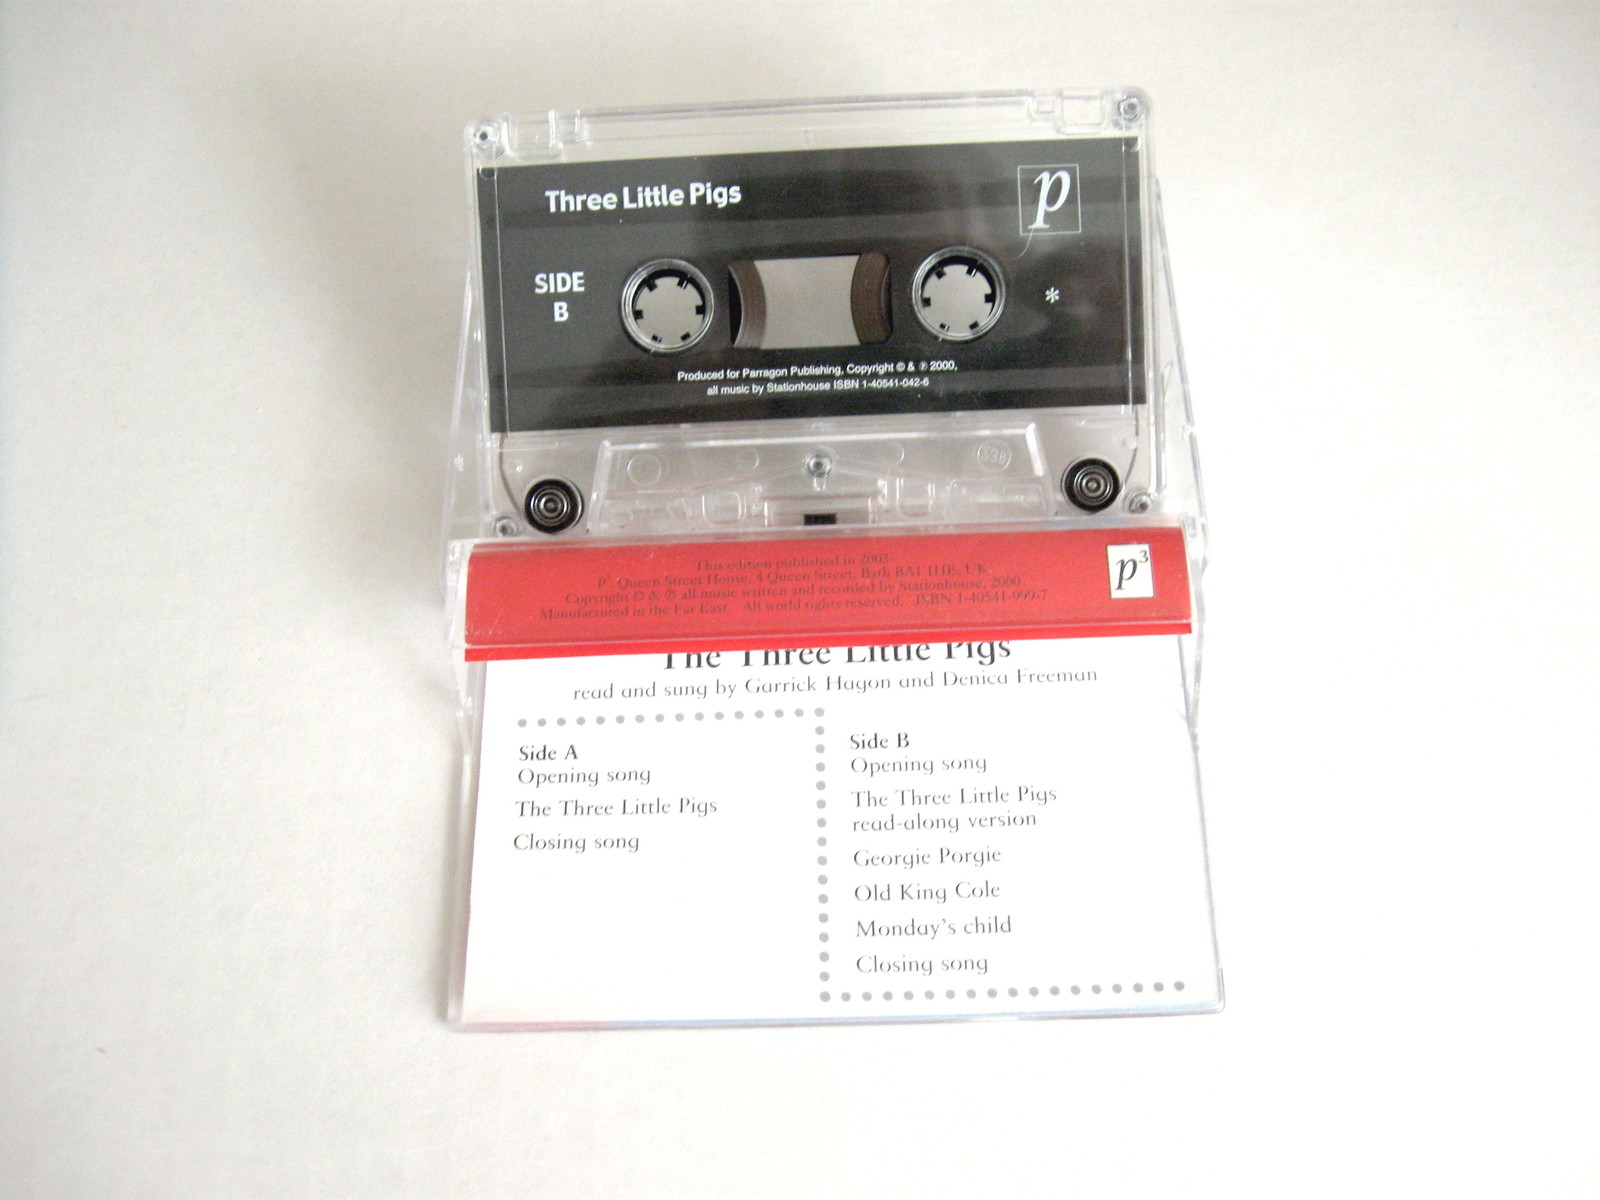 Three Little Pigs
p
SIDE
B
*
Produced for Parragon Publishing, Copyright © & ℗ 2000,
all music by Stationhouse ISBN 1-40541-042-6
338
This edition published in 2003
P³ Queen Street House, 4 Queen Street, Bath BA1 1HE, UK
Copyright © & ℗ all music written and recorded by Stationhouse, 2000
Manufactured in the Far East. All world rights reserved. ISBN 1-40541-999-7
p³
The Three Little Pigs
read and sung by Garrick Hagon and Denica Freeman
Side A
Opening song
The Three Little Pigs
Closing song
Side B
Opening song
The Three Little Pigs
read-along version
Georgie Porgie
Old King Cole
Monday's child
Closing song